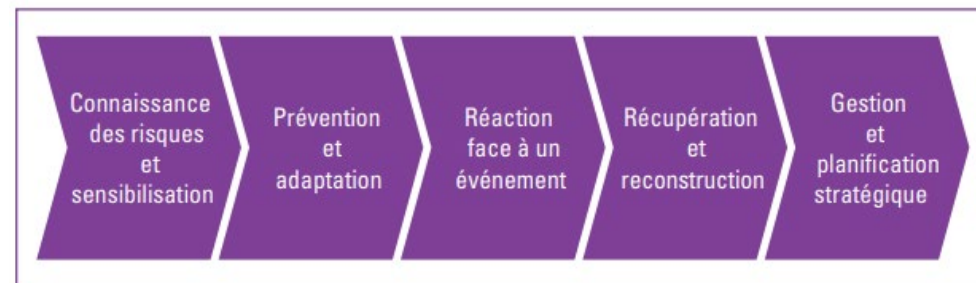 Connaissance
des risques
et
sensibilisation
Prévention
et
adaptation
Réaction
face à un
événement
Récupération
et
reconstruction
Gestion
et
planification
stratégique